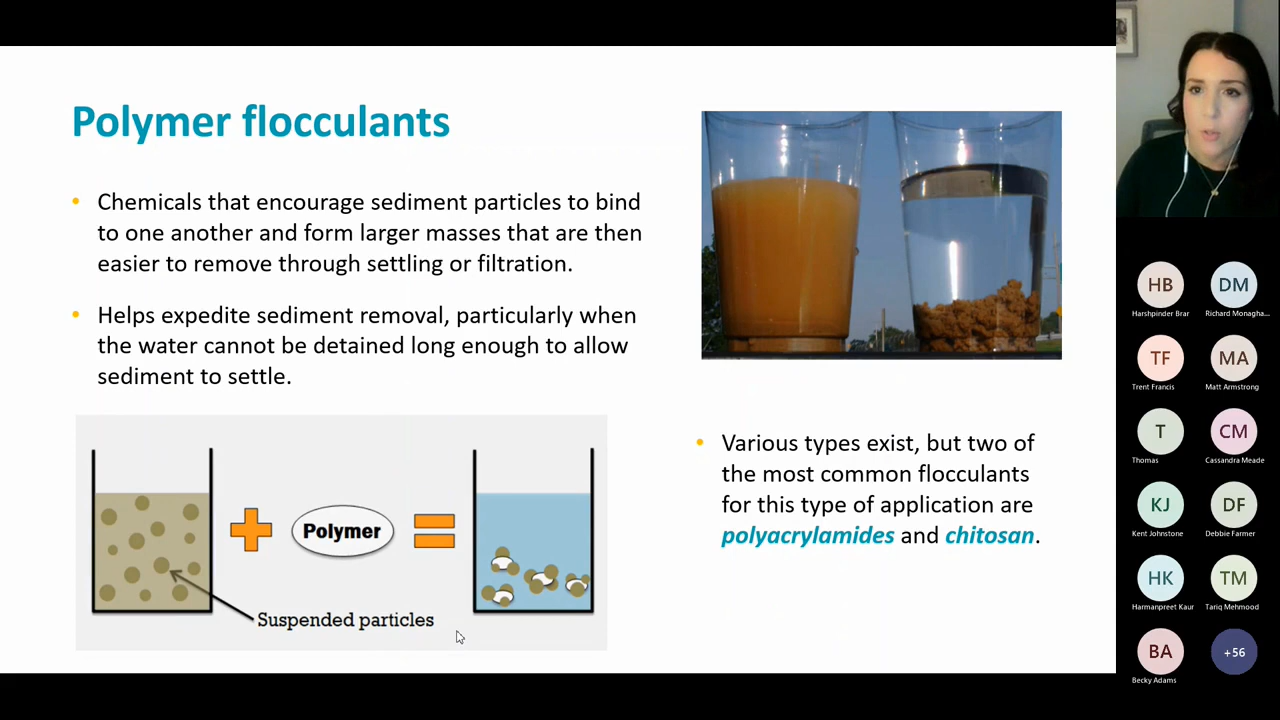 Polymer flocculants
• Chemicals that encourage sediment particles to bind
to one another and form larger masses that are then
easier to remove through settling or filtration.
• Helps expedite sediment removal, particularly when
the water cannot be detained long enough to allow
sediment to settle.
Polymer
Suspended particles
• Various types exist, but two of
the most common flocculants
for this type of application are
polyacrylamides and chitosan.
HB
DM
Harshpinder Brar
Richard Monagha...
TF
MA
Trent Francis
Matt Armstrong
T
CM
Thomas
Cassandra Meade
KJ
DF
Kent Johnstone
Debbie Farmer
HK
TM
Harmanpreet Kaur
Tariq Mehmood
BA
+56
Becky Adams